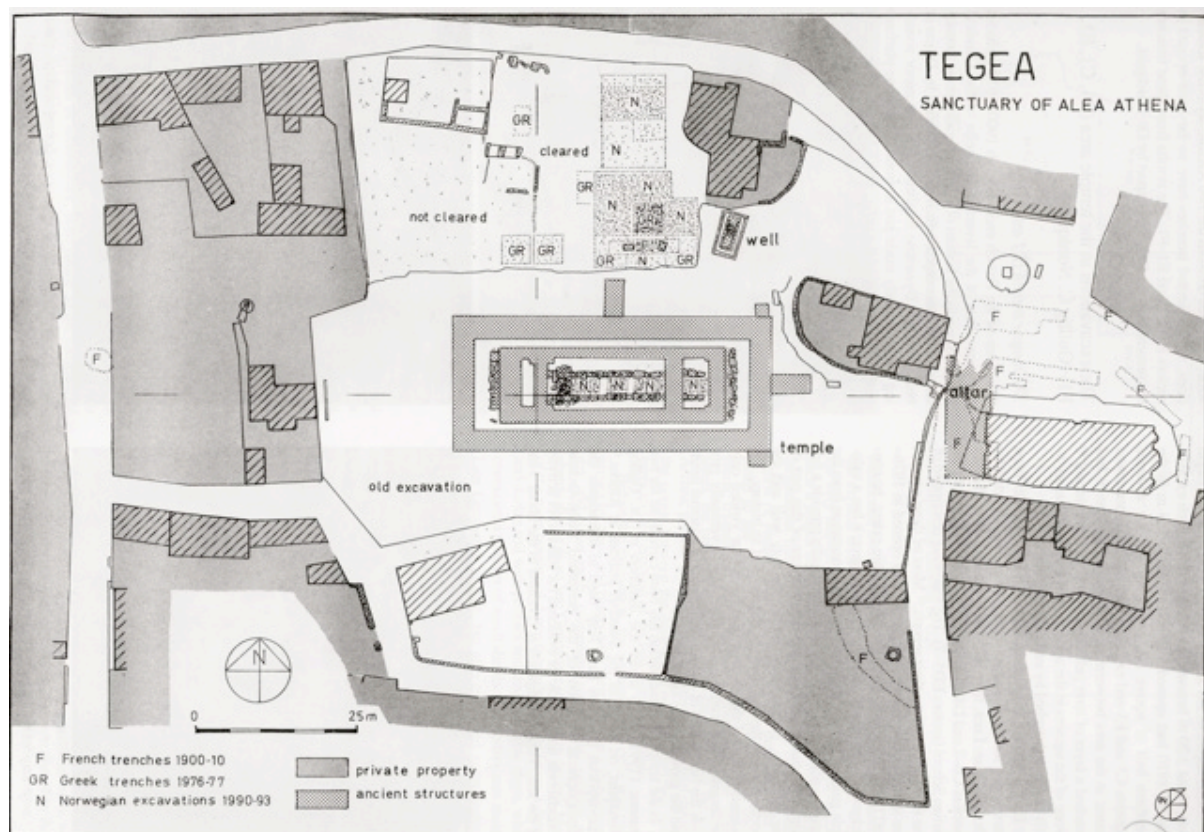 TEGEA
SANCTUARY OF ALEA ATHENA
N
GR
cleared
N
N
GR
N
N
N
not cleared
GR
GR
GR
GR
N
GR
well
F
F
F
F
N
N
N
N
altar
F
F
F
temple
old excavation
F
N
0
25m
F French trenches 1900-10
GR Greek trenches 1976-77
N Norwegian excavations 1990-93
private property
ancient structures